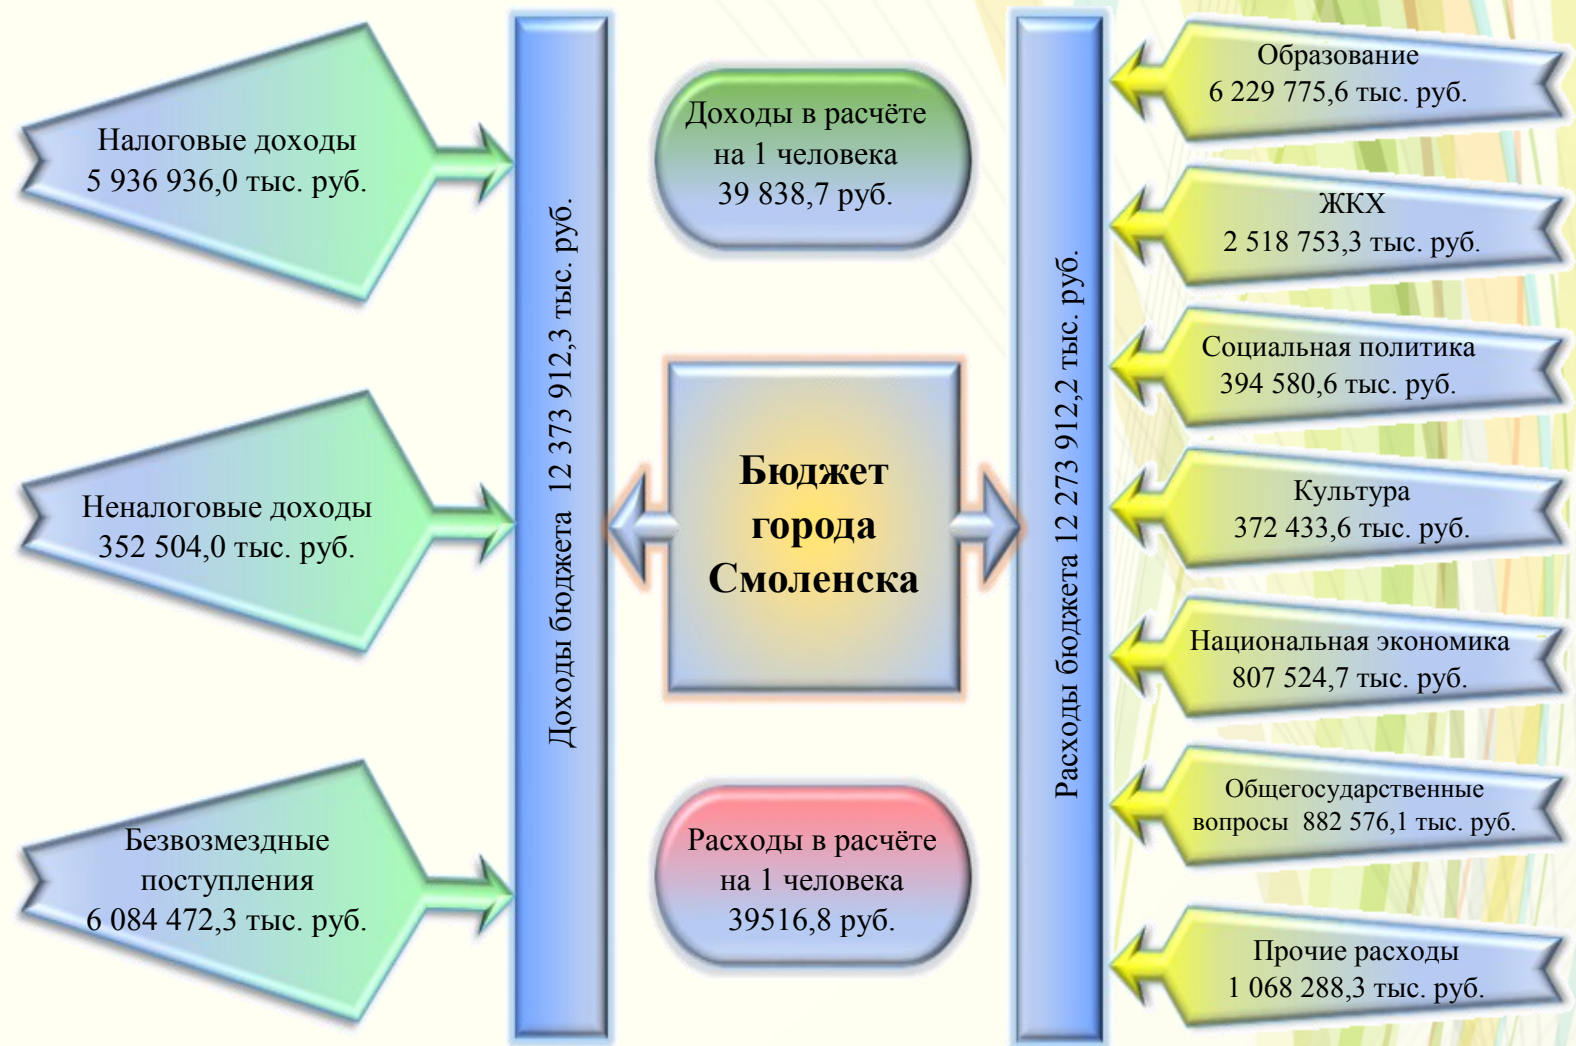 Налоговые доходы
5 936 936,0 тыс. руб.
Неналоговые доходы
352 504,0 тыс. руб.
Безвозмездные
поступления
6 084 472,3 тыс. руб.
Доходы бюджета 12 373 912,3 тыс. руб.
Доходы в расчёте
на 1 человека
39 838,7 руб.
Бюджет
города
Смоленска
Расходы в расчёте
на 1 человека
39516,8 руб.
Расходы бюджета 12 273 912,2 тыс. руб.
Образование
6 229 775,6 тыс. руб.
ЖКХ
2 518 753,3 тыс. руб.
Социальная политика
394 580,6 тыс. руб.
Культура
372 433,6 тыс. руб.
Национальная экономика
807 524,7 тыс. руб.
Общегосударственные
вопросы 882 576,1 тыс. руб.
Прочие расходы
1 068 288,3 тыс. руб.